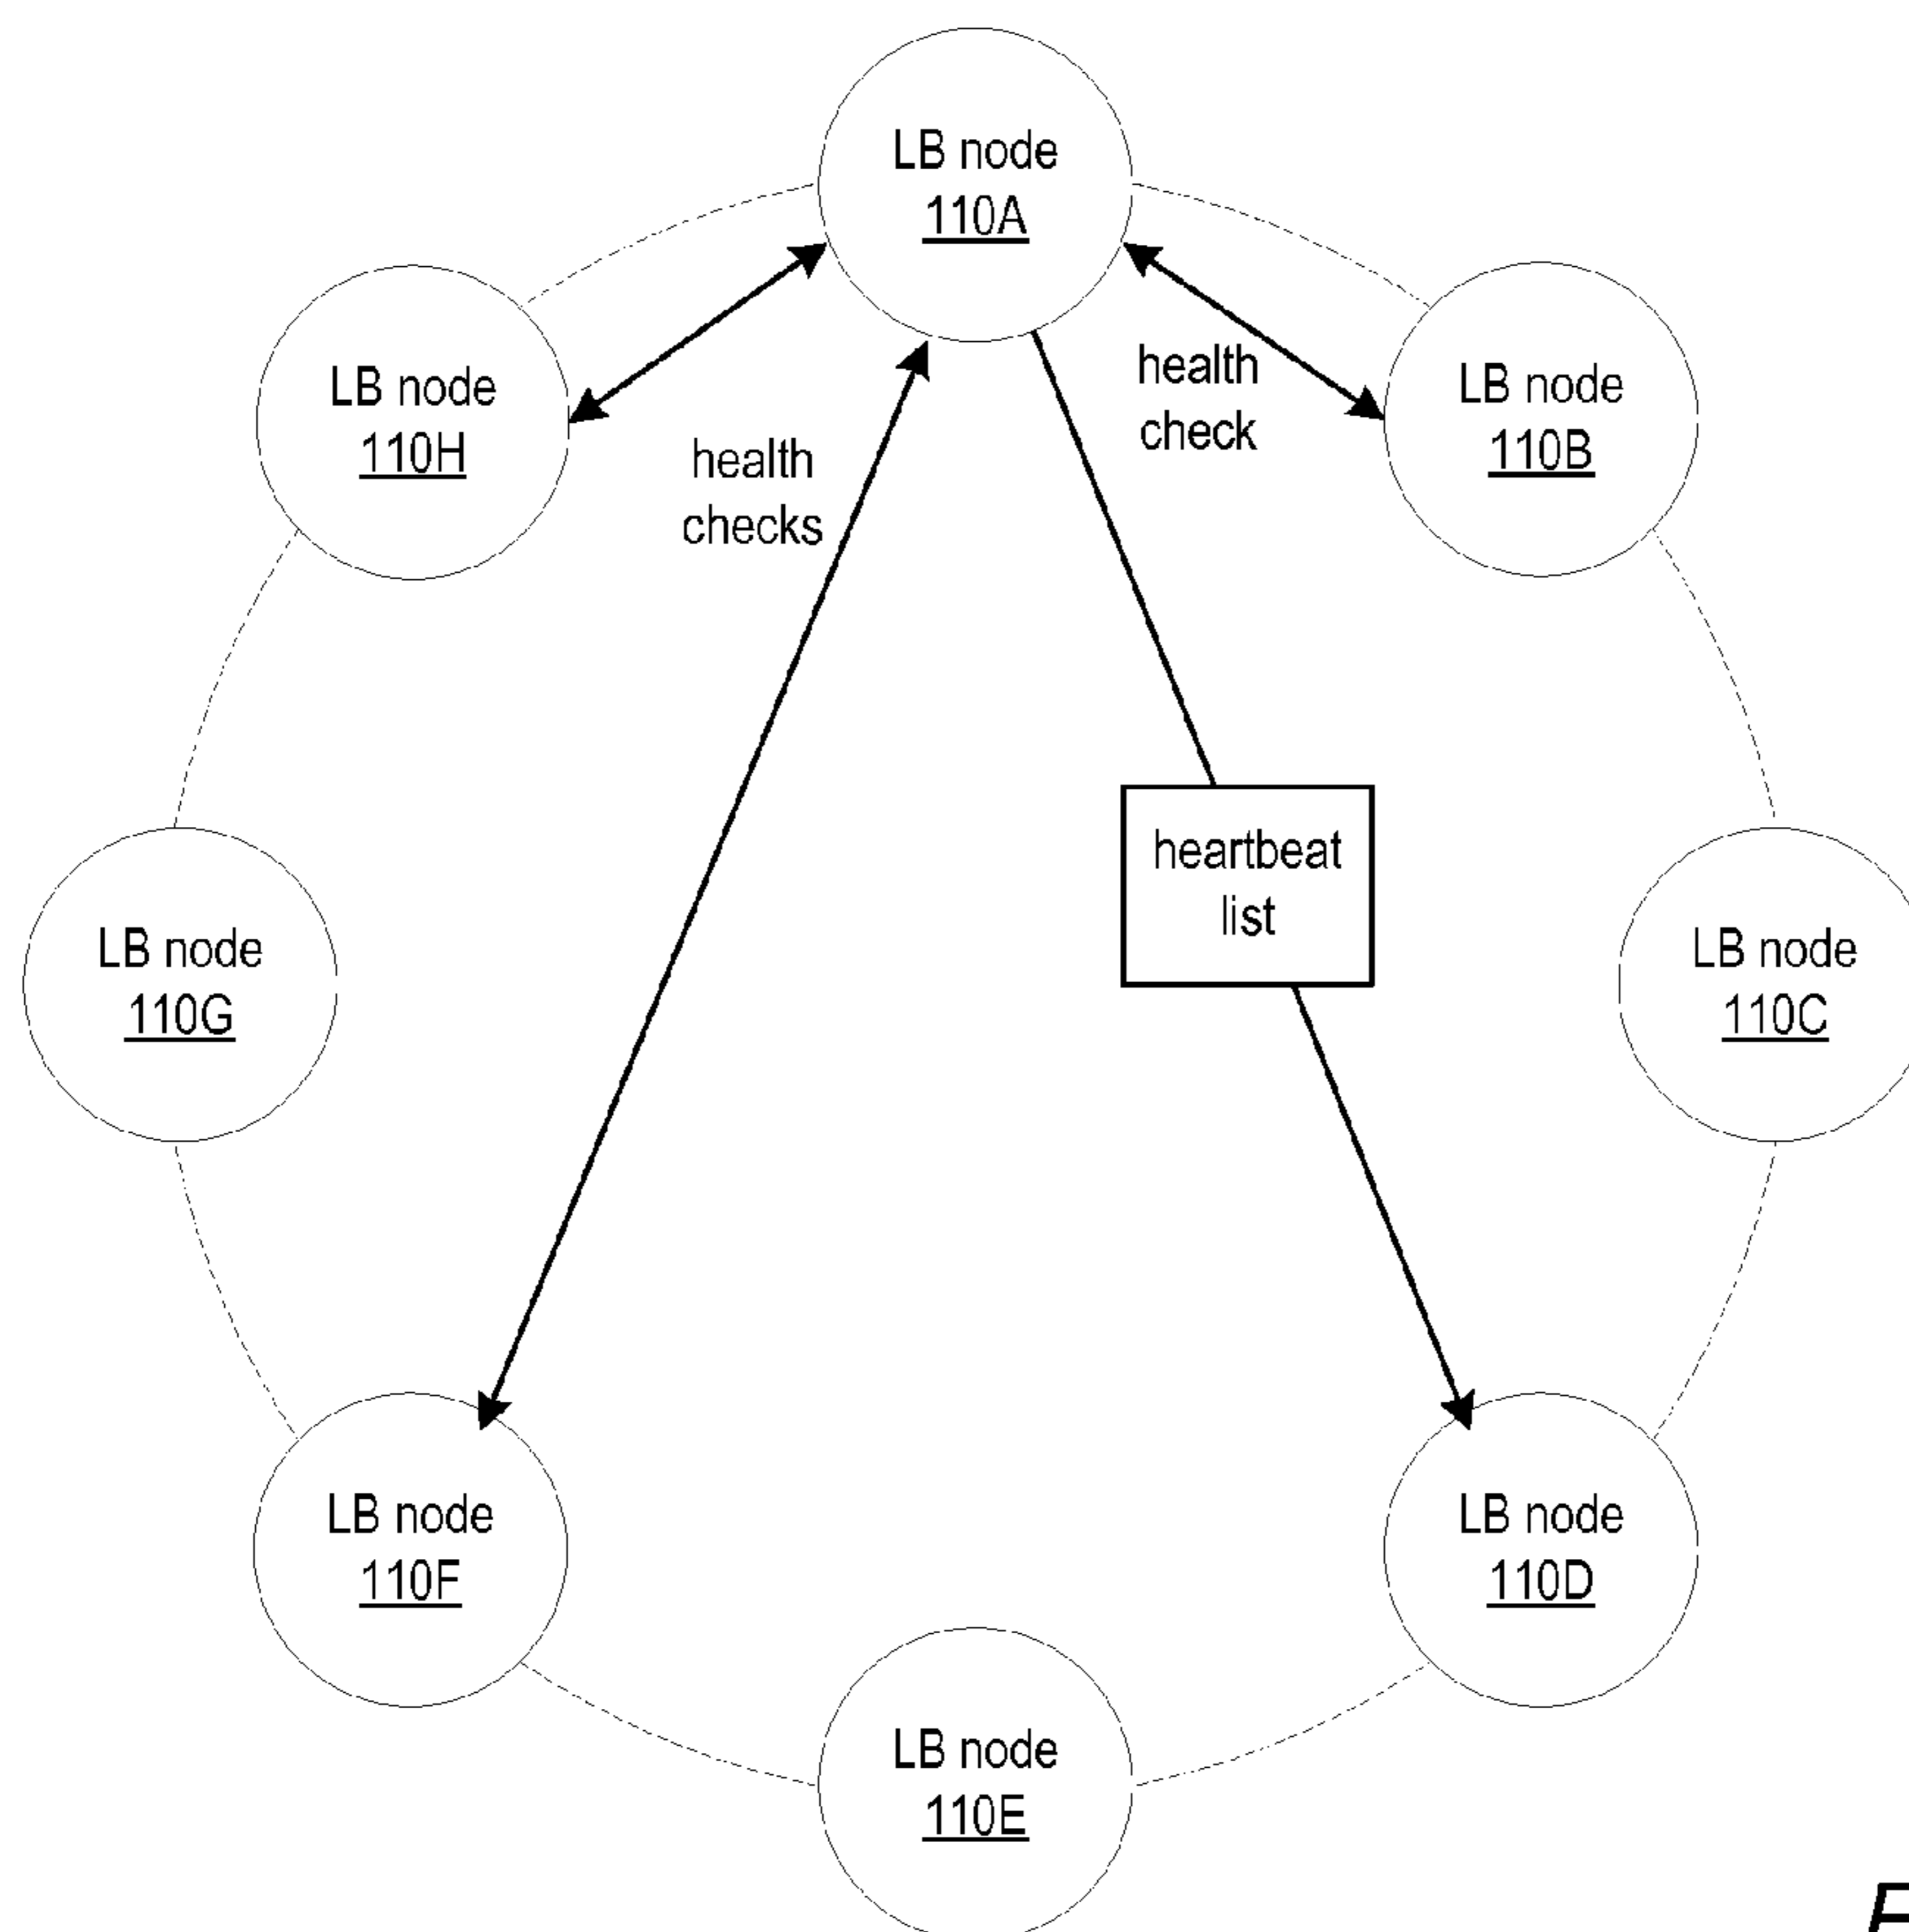 LB node
110A
LB node
110H
health
check
LB node
110B
health
checks
heartbeat
list
LB node
110G
LB node
110C
LB node
110F
LB node
110D
LB node
110E
F